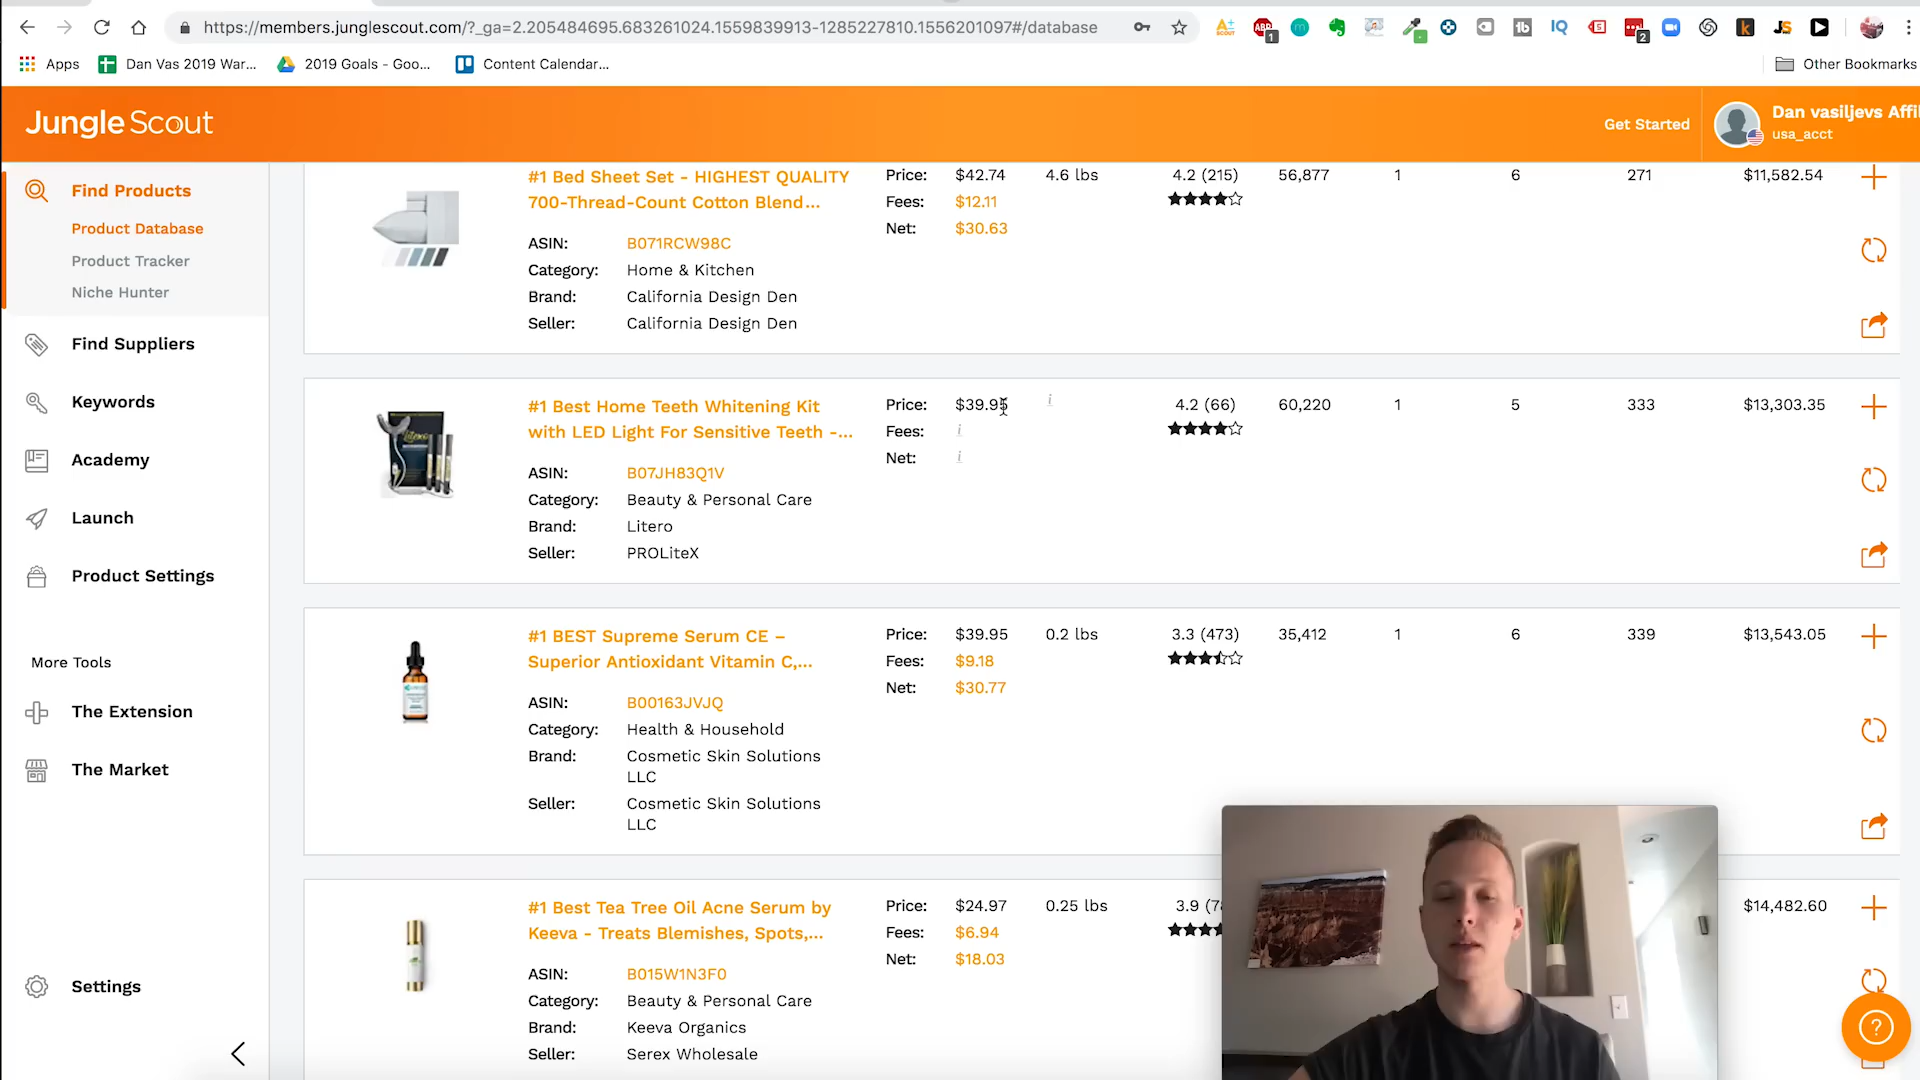 https://members.junglescout.com/?_ga=2.205484695.683261024.1559839913-1285227810.1556201097#/database
Apps
Dan Vas 2019 War...
2019 Goals - Goo...
Content Calendar...
Other Bookmarks
Jungle Scout
Get Started
Dan vasiljevs Affil
usa_acct
Find Products
Product Database
Product Tracker
Niche Hunter
Find Suppliers
Keywords
Academy
Launch
Product Settings
More Tools
The Extension
The Market
Settings
#1 Bed Sheet Set - HIGHEST QUALITY
700-Thread-Count Cotton Blend...
ASIN: B071RCW98C
Category: Home & Kitchen
Brand: California Design Den
Seller: California Design Den
Price: $42.74 4.6 lbs 4.2 (215) 56,877 1 6 271 $11,582.54
Fees: $12.11
Net: $30.63
#1 Best Home Teeth Whitening Kit
with LED Light For Sensitive Teeth -...
ASIN: B07JH83Q1V
Category: Beauty & Personal Care
Brand: Litero
Seller: PROLiteX
Price: $39.95 i 4.2 (66) 60,220 1 5 333 $13,303.35
Fees: i
Net: i
#1 BEST Supreme Serum CE –
Superior Antioxidant Vitamin C,...
ASIN: B00163JVJQ
Category: Health & Household
Brand: Cosmetic Skin Solutions
LLC
Seller: Cosmetic Skin Solutions
LLC
Price: $39.95 0.2 lbs 3.3 (473) 35,412 1 6 339 $13,543.05
Fees: $9.18
Net: $30.77
#1 Best Tea Tree Oil Acne Serum by
Keeva - Treats Blemishes, Spots,...
ASIN: B015W1N3F0
Category: Beauty & Personal Care
Brand: Keeva Organics
Seller: Serex Wholesale
Price: $24.97 0.25 lbs 3.9 $14,482.60
Fees: $6.94
Net: $18.03
?